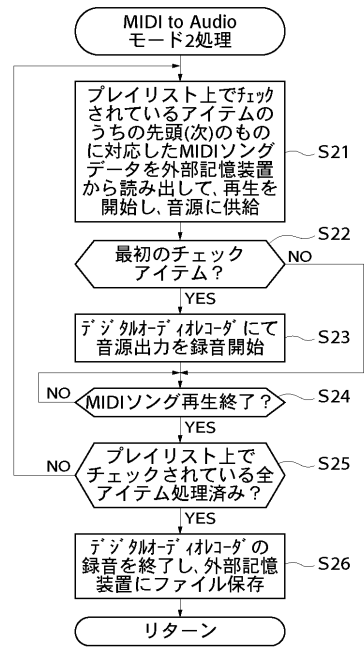 MIDI to Audio
モード2処理
プレイリスト上でﾁｪｯｸ
されているアイテムの
うちの先頭(次)のもの
に対応したMIDIソング
データを外部記憶装置
から読み出して、再生を
開始し、音源に供給
S21
最初のチェック
アイテム？
S22
NO
YES
ﾃﾞｼﾞﾀﾙｵｰﾃﾞｨｵﾚｺｰﾀﾞにて
音源出力を録音開始
S23
NO
MIDIソング再生終了？
S24
YES
NO
プレイリスト上で
チェックされている全
アイテム処理済み？
S25
YES
ﾃﾞｼﾞﾀﾙｵｰﾃﾞｨｵﾚｺｰﾀﾞの
録音を終了し、外部記憶
装置にファイル保存
S26
リターン